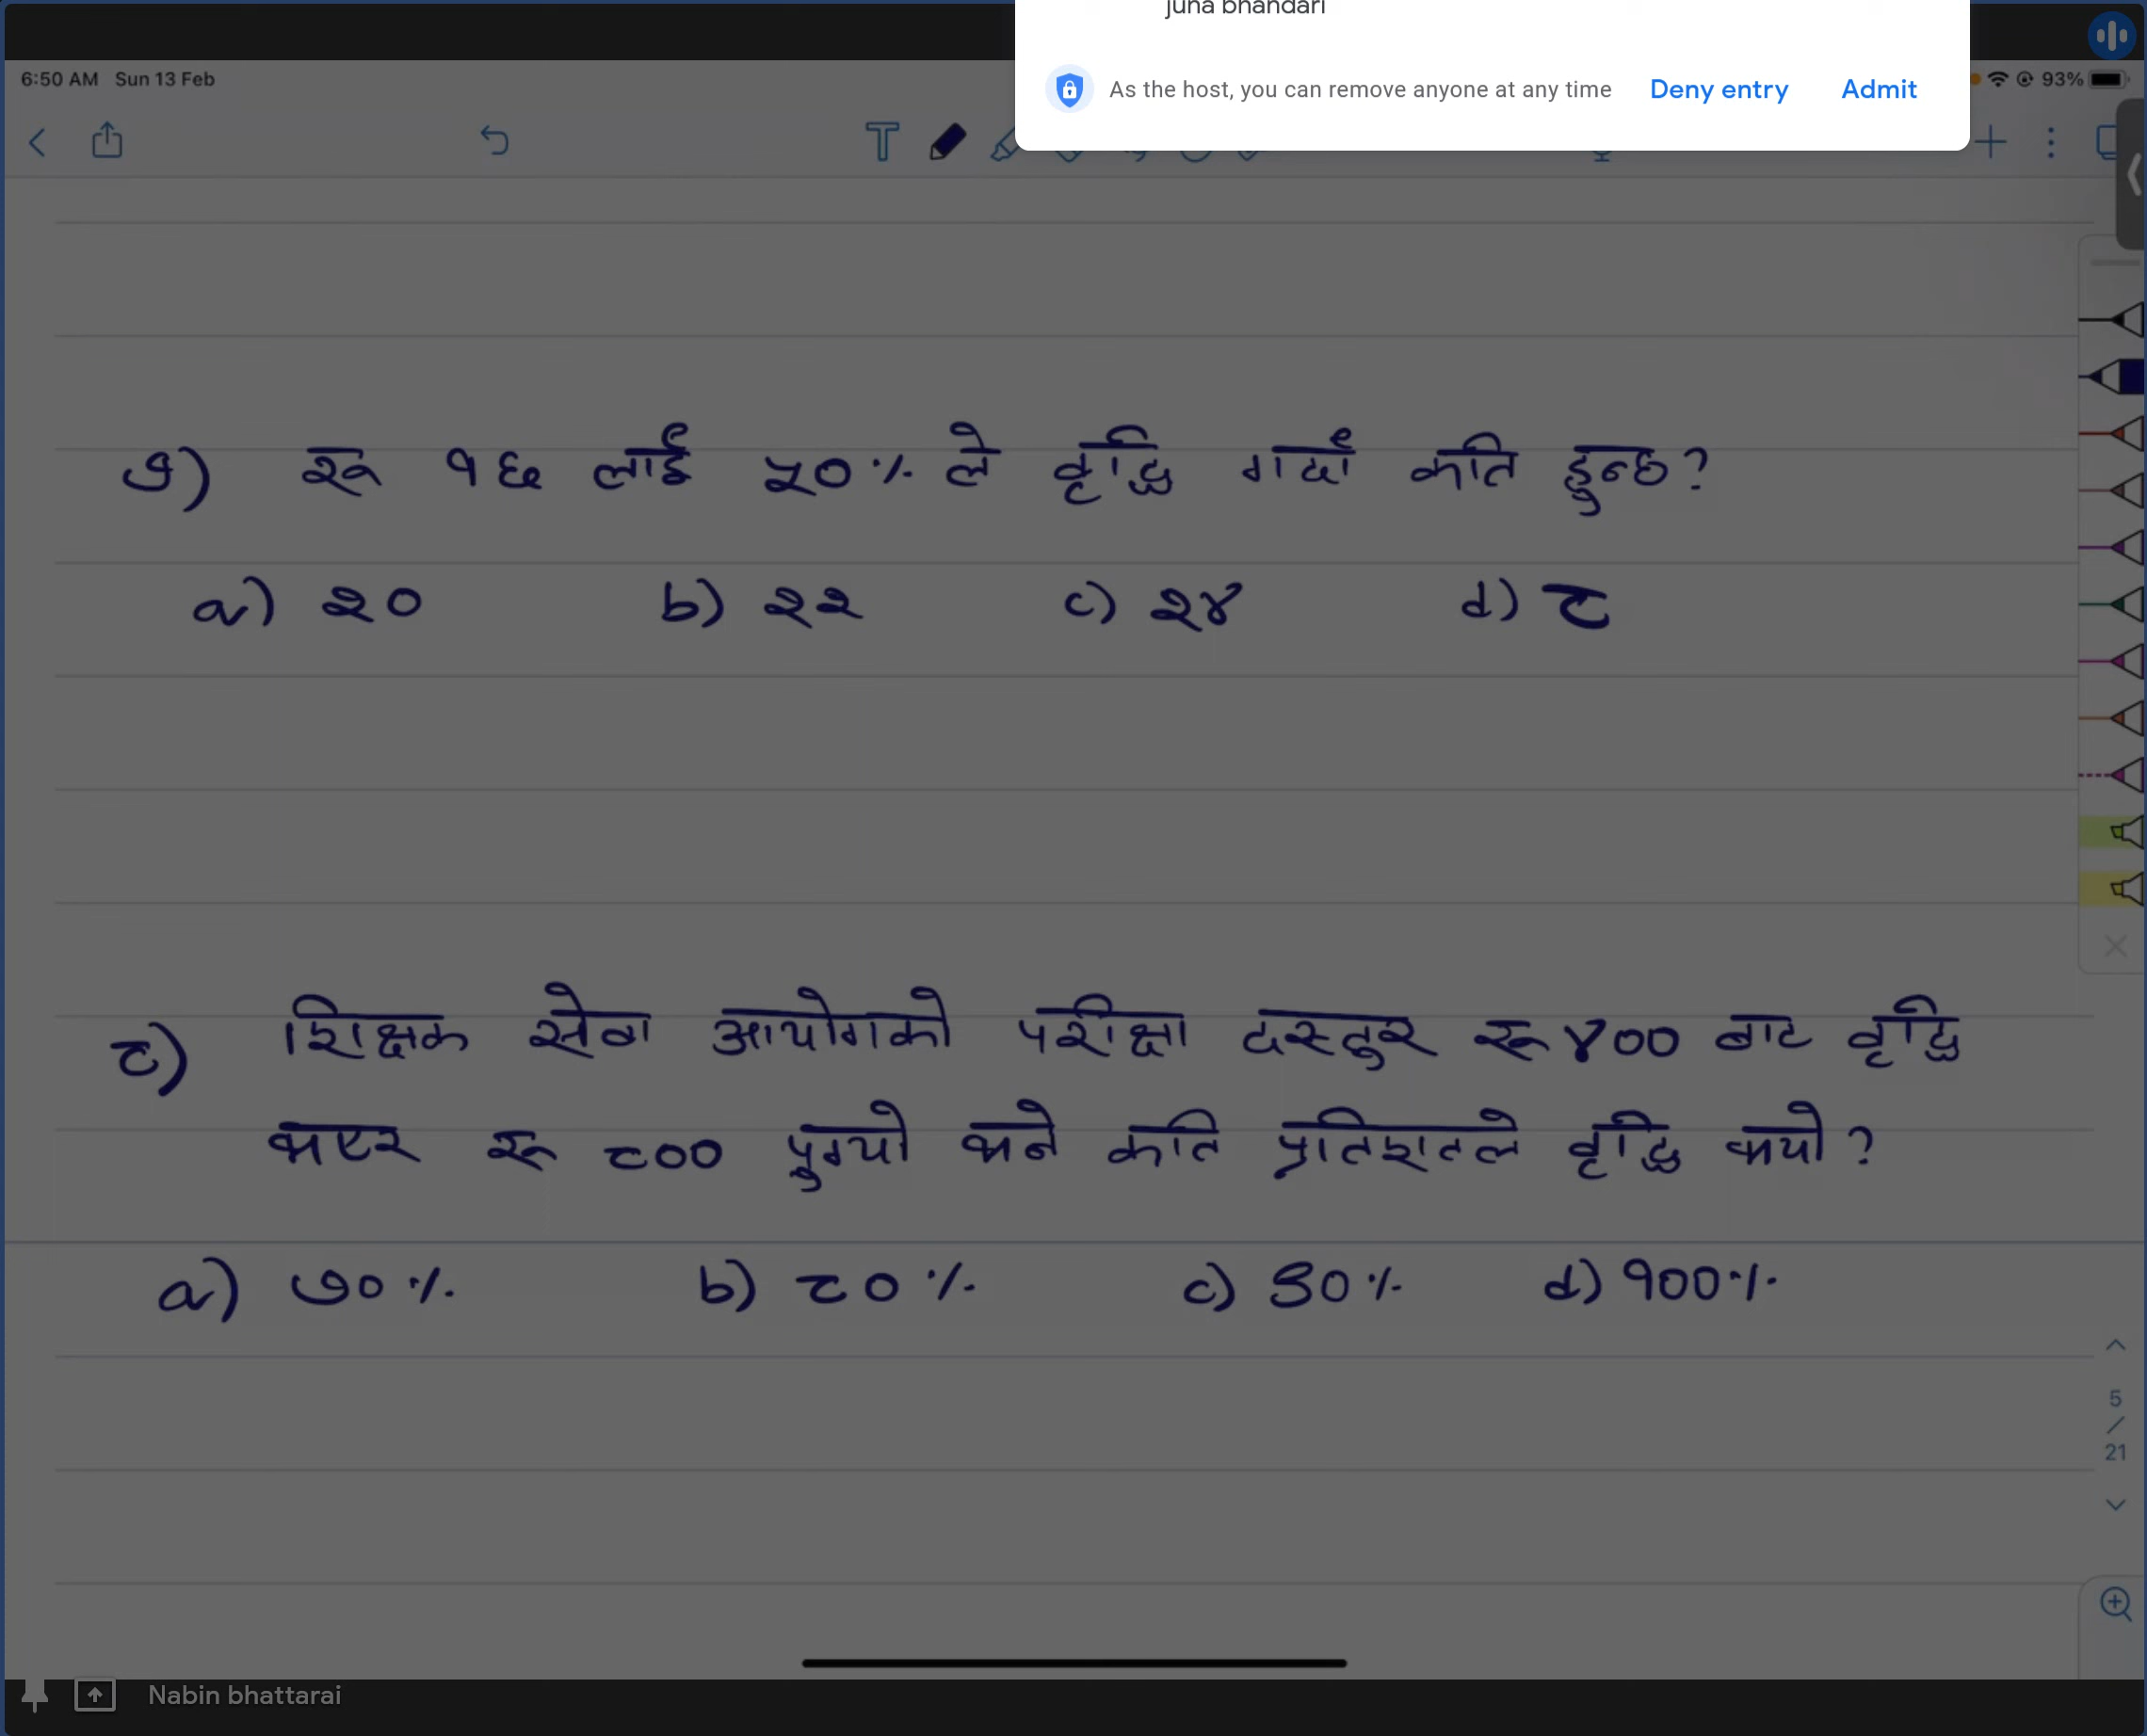 juna bhandari
As the host, you can remove anyone at any time Deny entry Admit
6:50 AM Sun 13 Feb 93%
७) रू १६ लाई ५०% ले वृद्धि गर्दा कति हुन्छ?
a) २० b) २२ c) २४ d) ८
८) शिक्षक सेवा आयोगको परिक्षा दस्तुर रू ४०० बाट वृद्धि
भएर रू ८०० पुग्यो भने कति प्रतिशतले वृद्धि भयो?
a) ७०% b) ८०% c) ९०% d) १००%
5
/
21
Nabin bhattarai